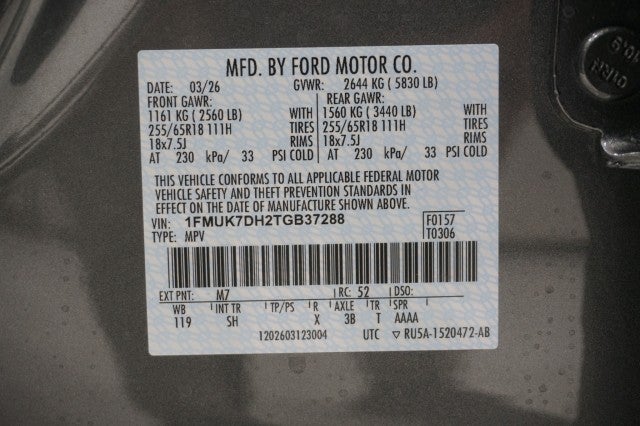 MFD. BY FORD MOTOR CO.
DATE: 03/26 GVWR: 2644 KG ( 5830 LB)
FRONT GAWR: REAR GAWR:
1161 KG ( 2560 LB) WITH 1560 KG ( 3440 LB) WITH
255/65R18 111H TIRES 255/65R18 111H TIRES
18x7.5J RIMS 18x7.5J RIMS
AT 230 kPa/ 33 PSI COLD AT 230 kPa/ 33 PSI COLD
THIS VEHICLE CONFORMS TO ALL APPLICABLE FEDERAL MOTOR
VEHICLE SAFETY AND THEFT PREVENTION STANDARDS IN
EFFECT ON THE DATE OF MANUFACTURE SHOWN ABOVE.
VIN: 1FMUK7DH2TGB37288 F0157
TYPE: MPV T0306
EXT PNT: M7 RC: 52 DSO:
WB INT TR TP/PS R AXLE TR SPR
119 SH X 3B T AAAA
1202603123004 UTC ▽ RU5A-1520472-AB